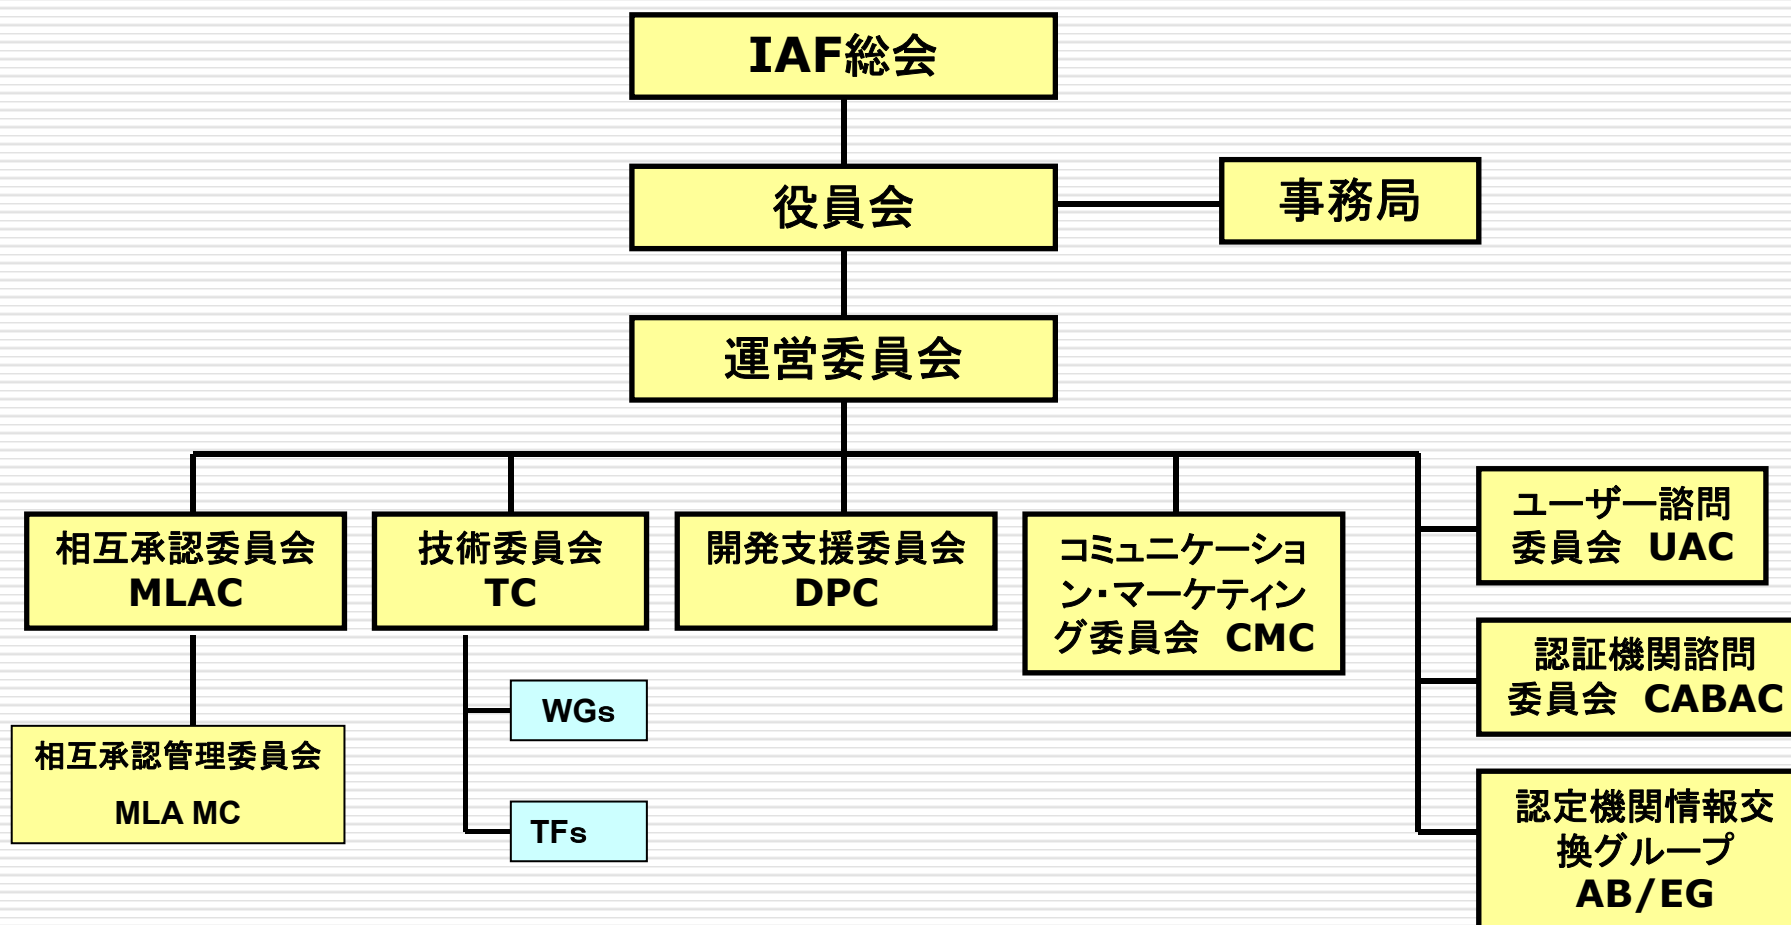 IAF総会
役員会
事務局
運営委員会
相互承認委員会
MLAC
技術委員会
TC
開発支援委員会
DPC
コミュニケーショ
ン・マーケティン
グ委員会 CMC
ユーザー諮問
委員会 UAC
認証機関諮問
委員会 CABAC
認定機関情報交
換グループ
AB/EG
相互承認管理委員会
MLA MC
WGs
TFs